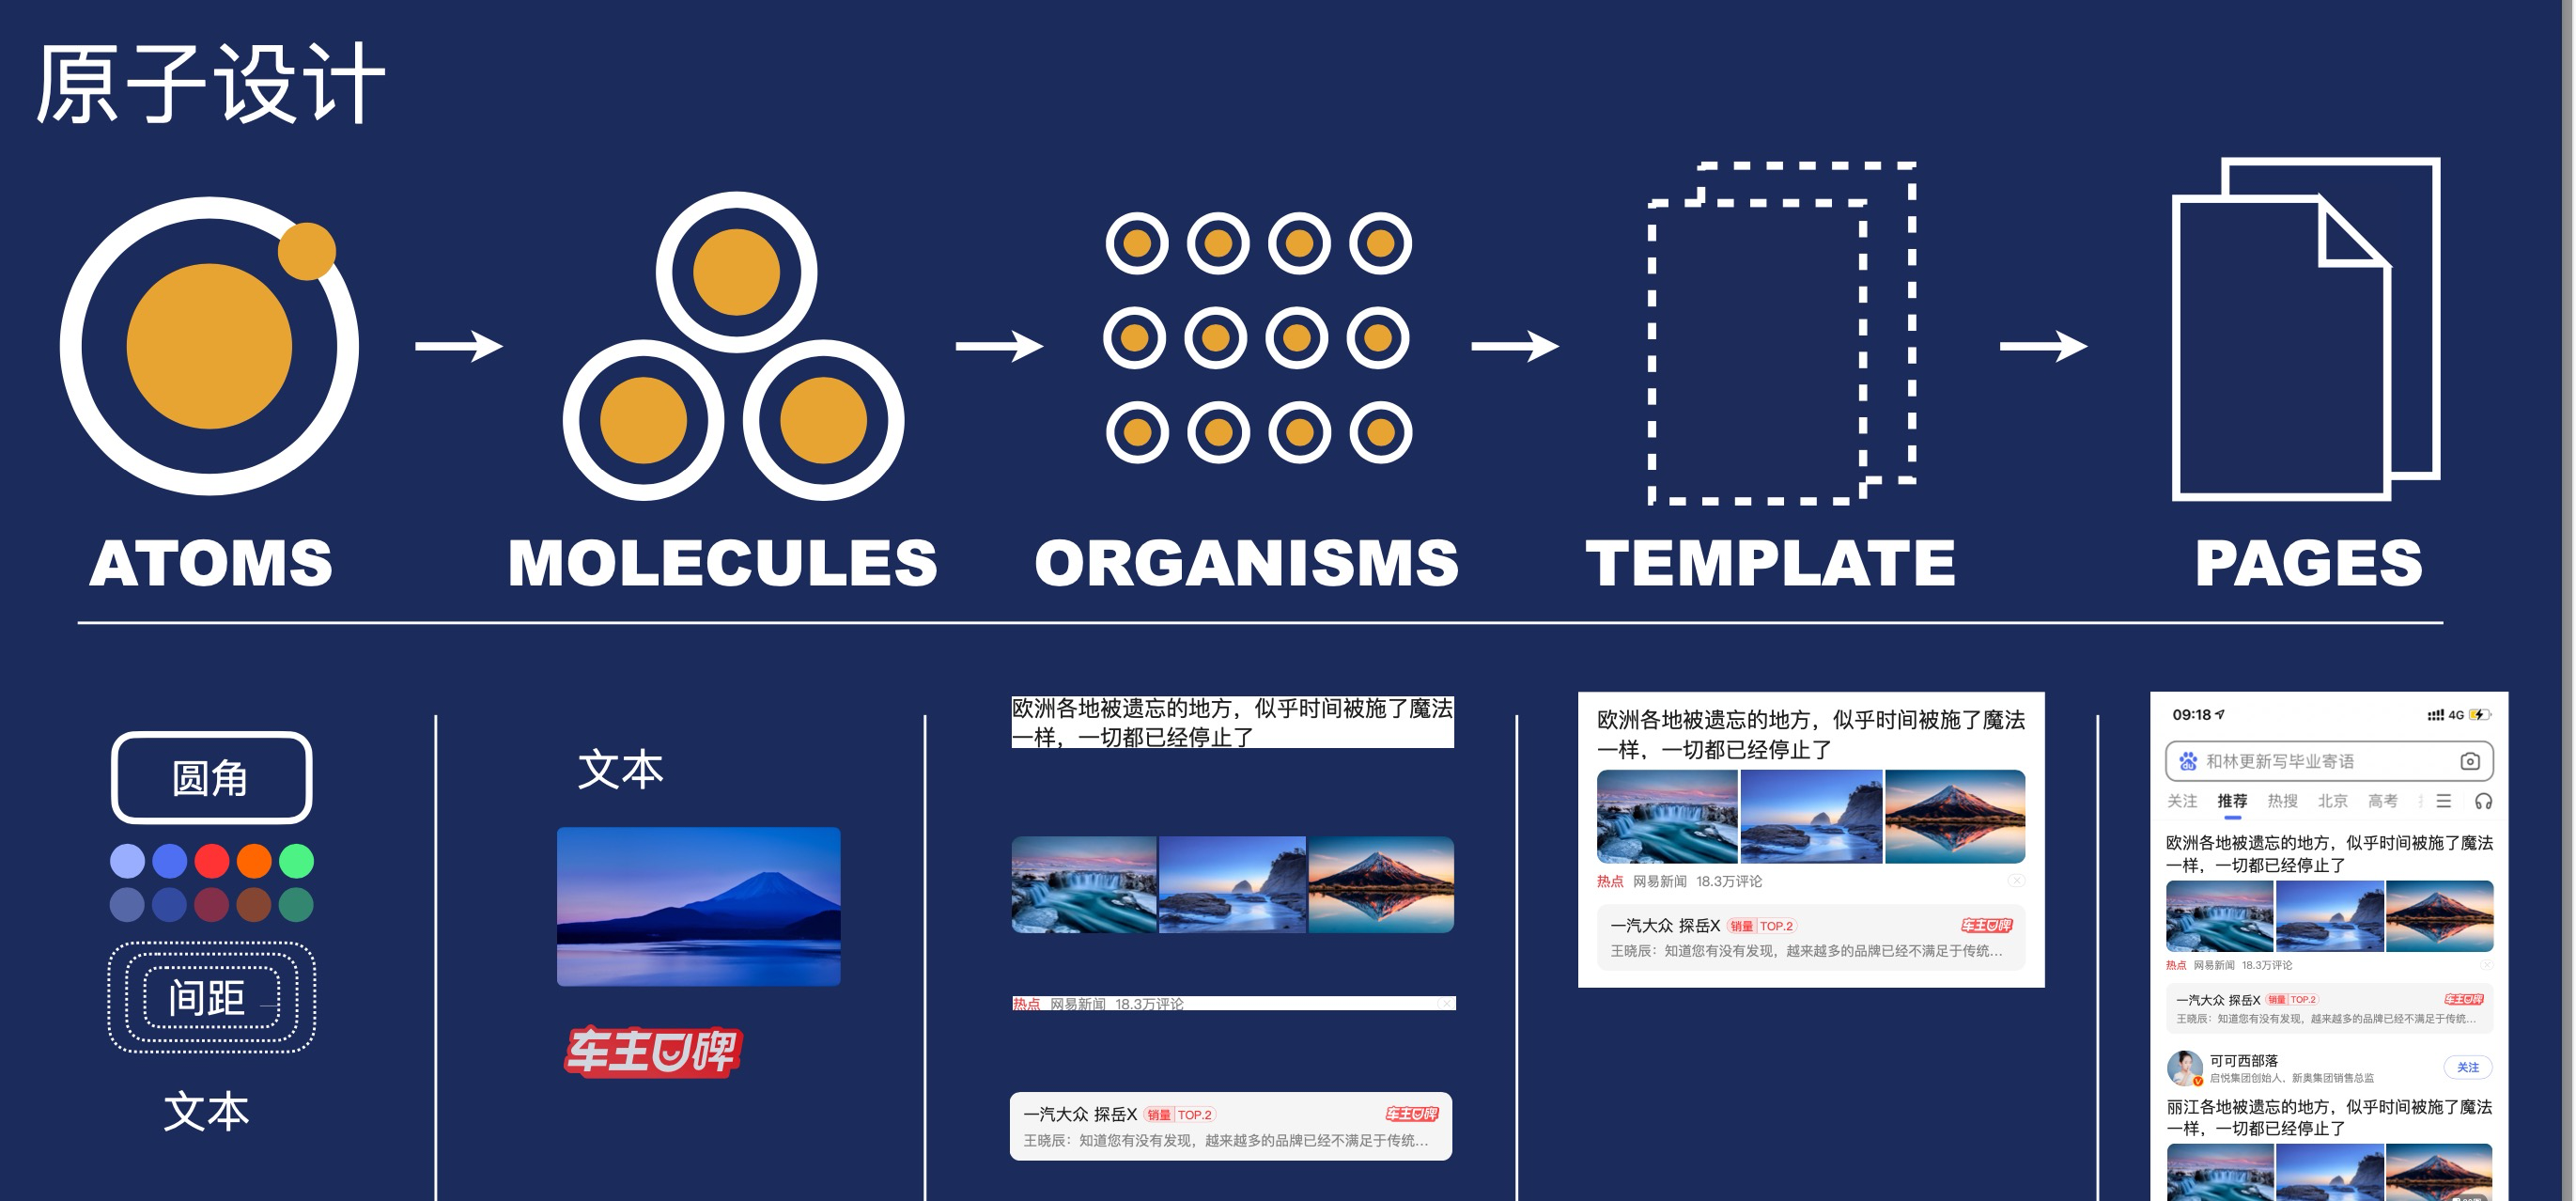 原子设计
ATOMS
MOLECULES
ORGANISMS
TEMPLATE
PAGES
圆角
间距
文本
文本
车主口碑
欧洲各地被遗忘的地方，似乎时间被施了魔法
一样，一切都已经停止了
热点 网易新闻 18.3万评论
一汽大众 探岳X 销量 TOP.2 车主口碑
王晓辰：知道您有没有发现，越来越多的品牌已经不满足于传统...
欧洲各地被遗忘的地方，似乎时间被施了魔法
一样，一切都已经停止了
热点 网易新闻 18.3万评论
一汽大众 探岳X 销量 TOP.2 车主口碑
王晓辰：知道您有没有发现，越来越多的品牌已经不满足于传统...
09:18 4G
du 和林更新写毕业寄语
关注 推荐 热搜 北京 高考
欧洲各地被遗忘的地方，似乎时间被施了魔法
一样，一切都已经停止了
热点 网易新闻 18.3万评论
一汽大众 探岳X 销量 TOP.2 车主口碑
王晓辰：知道您有没有发现，越来越多的品牌已经不满足于传统...
可可西部落
启悦集团创始人，新奥集团销售总监
关注
丽江各地被遗忘的地方，似乎时间被施了魔法
一样，一切都已经停止了